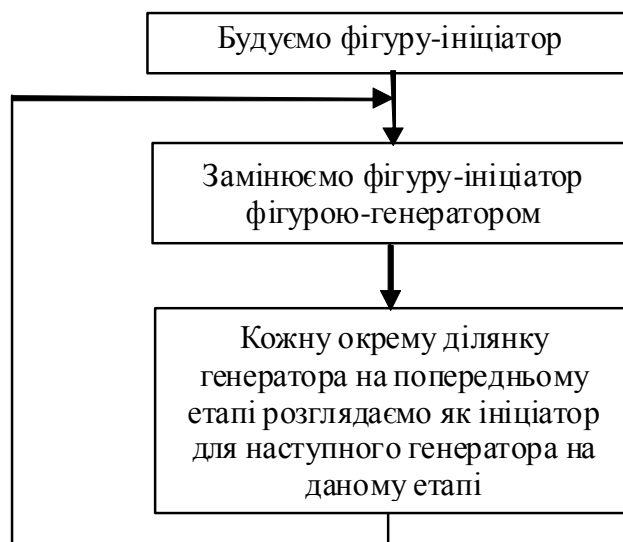 Будуємо фігуру-ініціатор
Замінюємо фігуру-ініціатор
фігурою-генератором
Кожну окрему ділянку
генератора на попередньому
етапі розглядаємо як ініціатор
для наступного генератора на
даному етапі